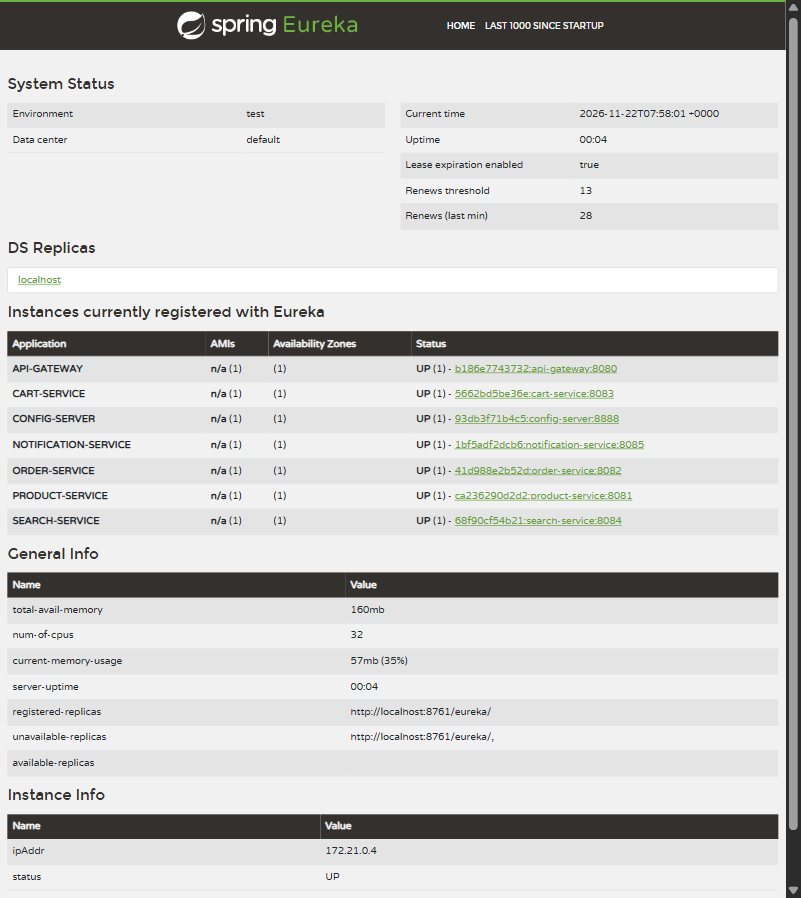 spring Eureka HOME LAST 1000 SINCE STARTUP
System Status
Environment test
Data center default
Current time 2026-11-22T07:58:01 +0000
Uptime 00:04
Lease expiration enabled true
Renews threshold 13
Renews (last min) 28
DS Replicas
localhost
Instances currently registered with Eureka
Application AMIs Availability Zones Status
API-GATEWAY n/a (1) (1) UP (1) - b186e7743732:api-gateway:8080
CART-SERVICE n/a (1) (1) UP (1) - 5662bd5be36e:cart-service:8083
CONFIG-SERVER n/a (1) (1) UP (1) - 93db3f71b4c5:config-server:8888
NOTIFICATION-SERVICE n/a (1) (1) UP (1) - 1bf5adf2dcb6:notification-service:8085
ORDER-SERVICE n/a (1) (1) UP (1) - 41d988e2b52d:order-service:8082
PRODUCT-SERVICE n/a (1) (1) UP (1) - ca236290d2d2:product-service:8081
SEARCH-SERVICE n/a (1) (1) UP (1) - 68f90cf54b21:search-service:8084
General Info
Name Value
total-avail-memory 160mb
num-of-cpus 32
current-memory-usage 57mb (35%)
server-uptime 00:04
registered-replicas http://localhost:8761/eureka/
unavailable-replicas http://localhost:8761/eureka/,
available-replicas
Instance Info
Name Value
ipAddr 172.21.0.4
status UP